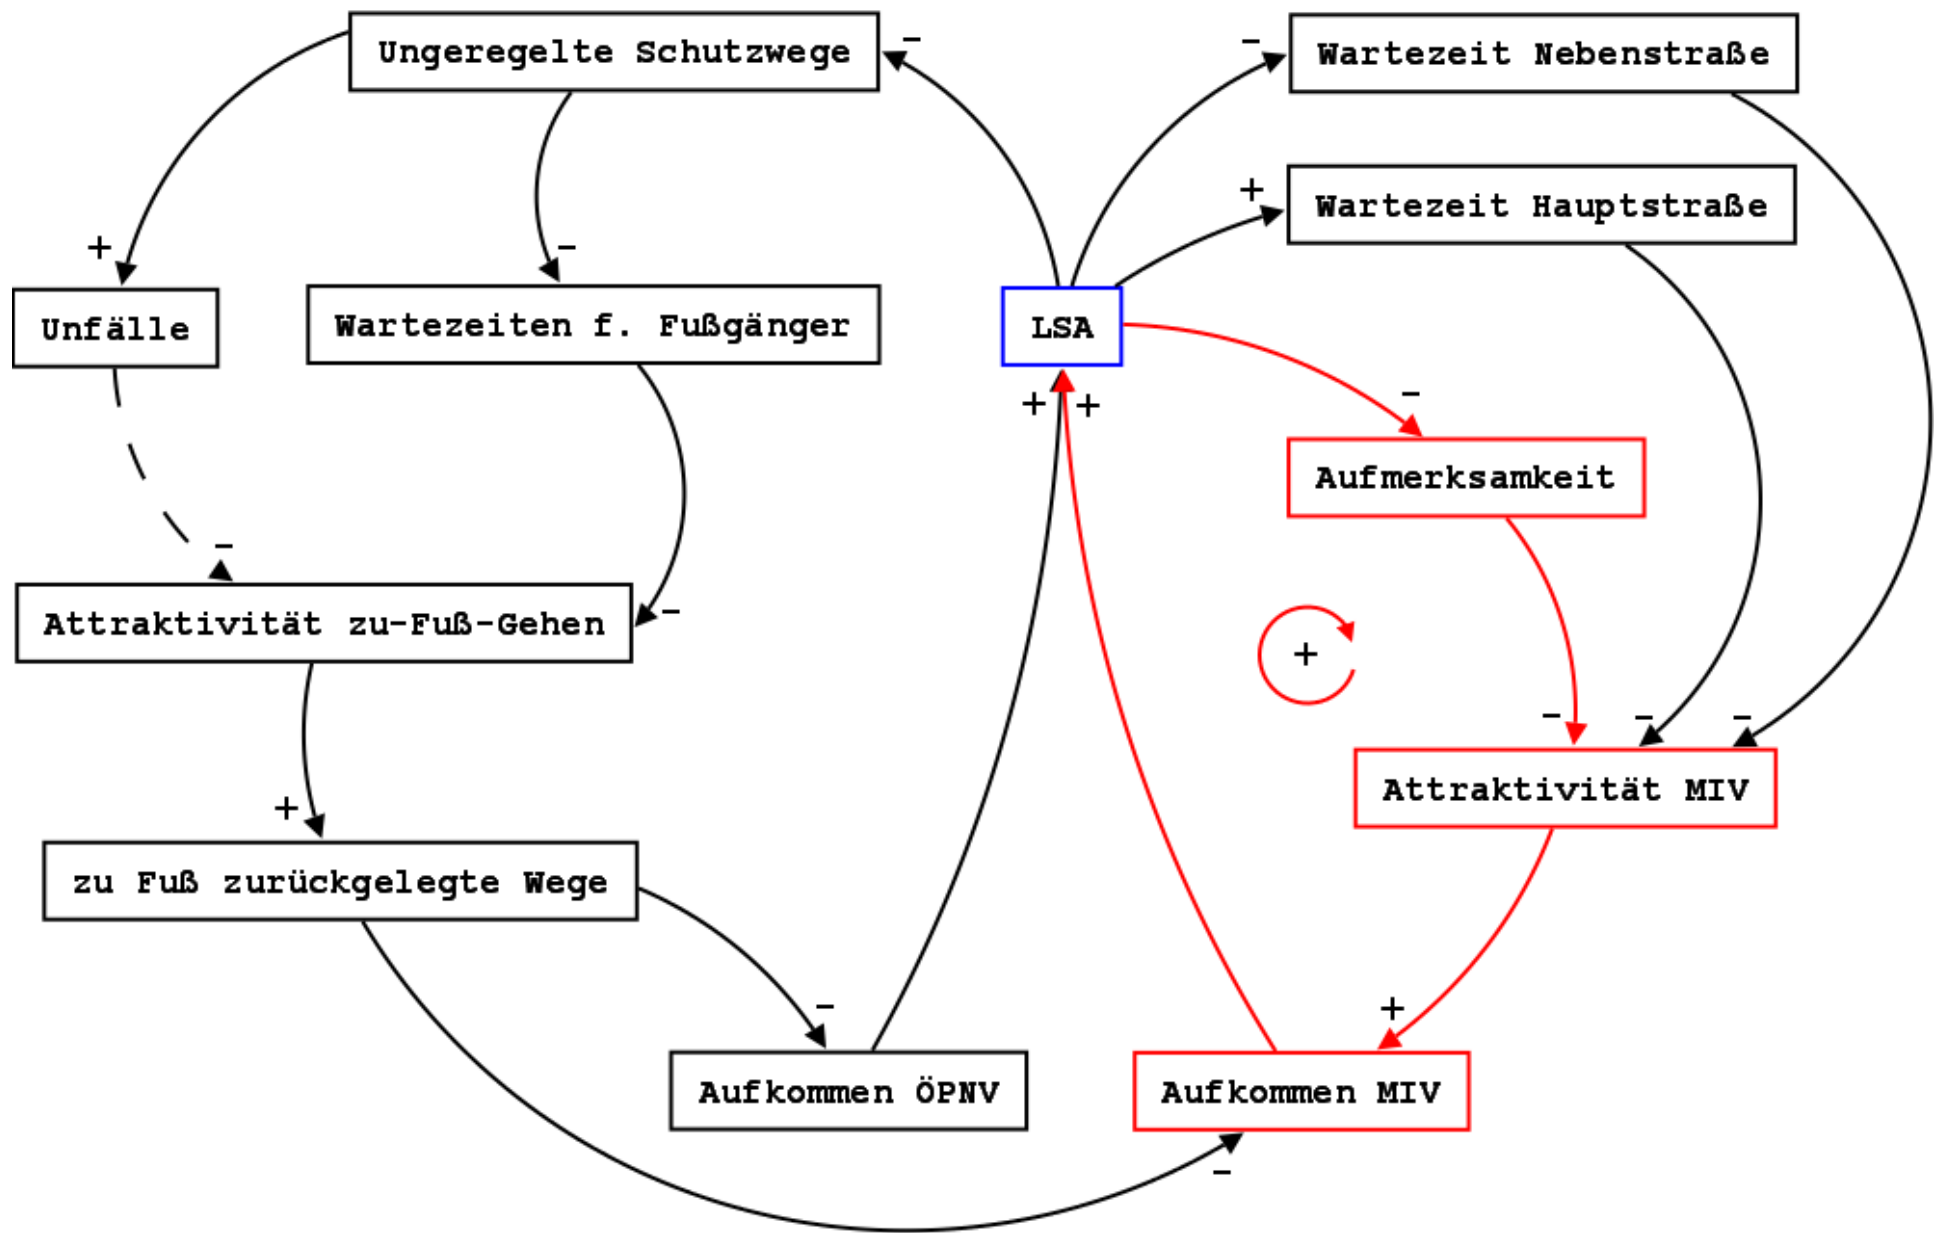 Ungeregelte Schutzwege
-
-
Wartezeit Nebenstraße
+
Wartezeit Hauptstraße
+
-
Unfälle
Wartezeiten f. Fußgänger
LSA
+
+
-
Aufmerksamkeit
-
Attraktivität zu-Fuß-Gehen
-
+
-
-
-
Attraktivität MIV
+
zu Fuß zurückgelegte Wege
-
+
Aufkommen ÖPNV
Aufkommen MIV
-